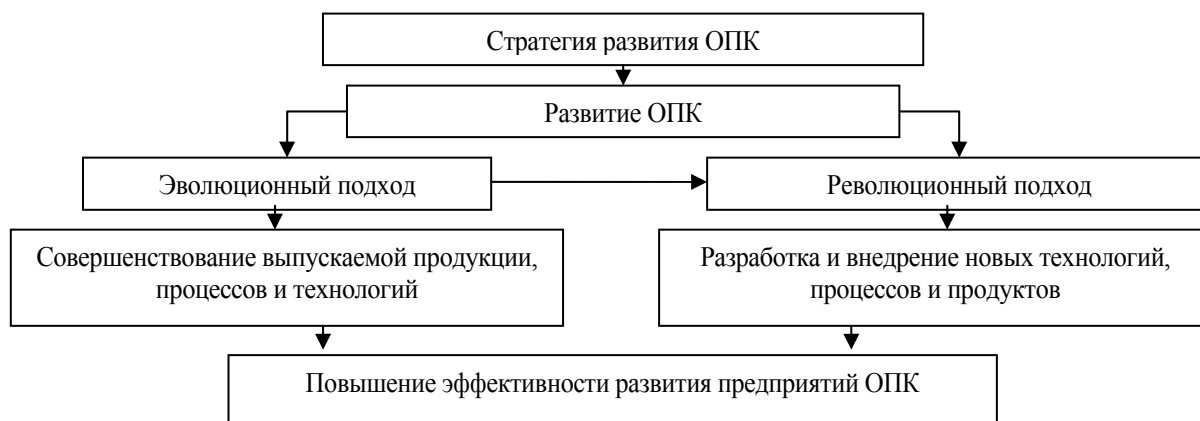 Стратегия развития ОПК
Развитие ОПК
Эволюционный подход
Революционный подход
Совершенствование выпускаемой продукции,
процессов и технологий
Разработка и внедрение новых технологий,
процессов и продуктов
Повышение эффективности развития предприятий ОПК